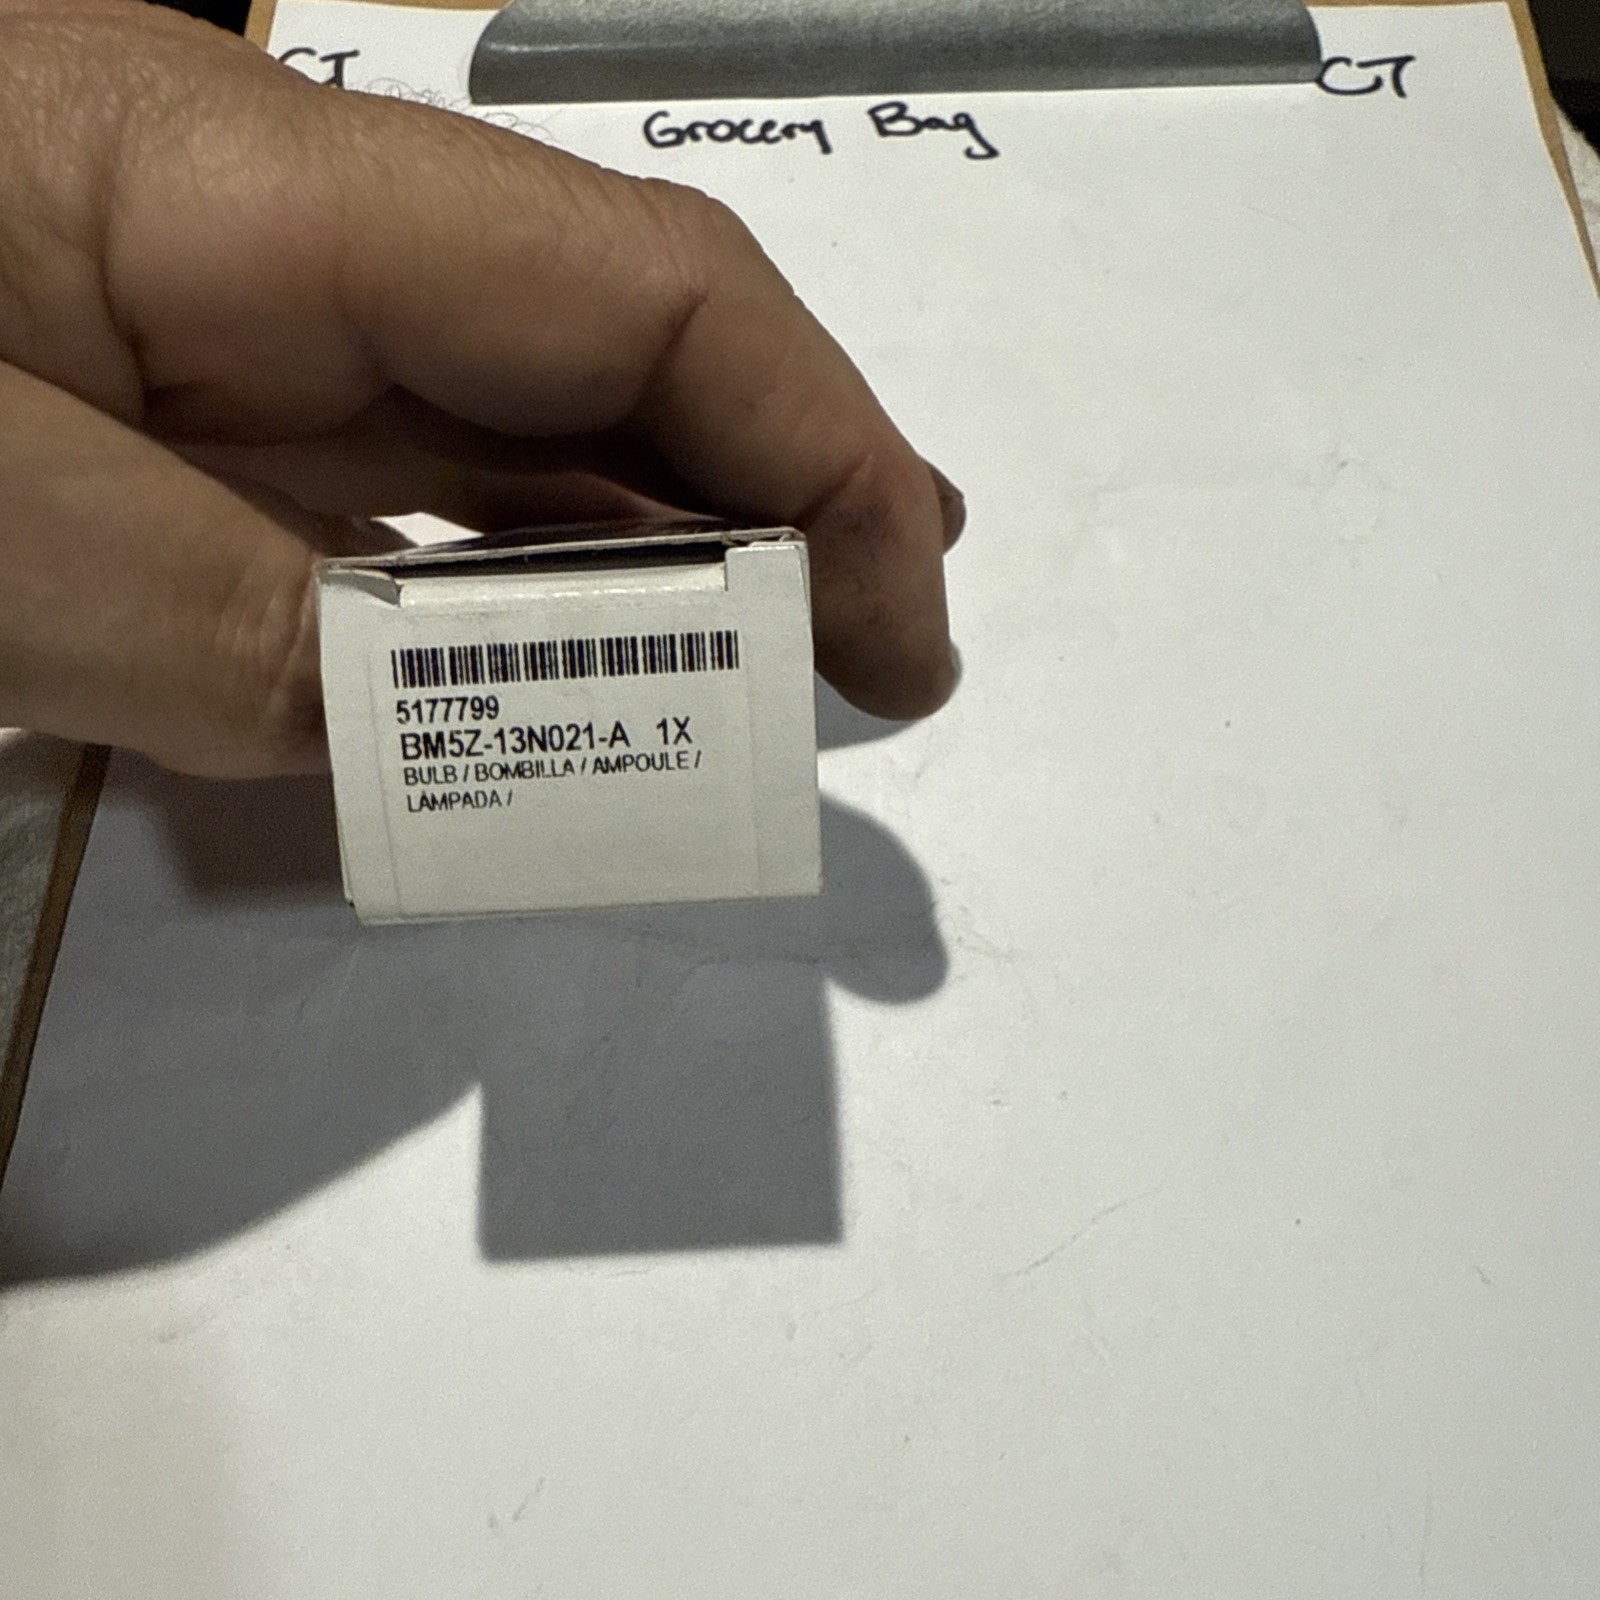 CT
CT
Grocery Bag
5177799
BM5Z-13N021-A 1X
BULB / BOMBILLA / AMPOULE /
LÂMPADA /